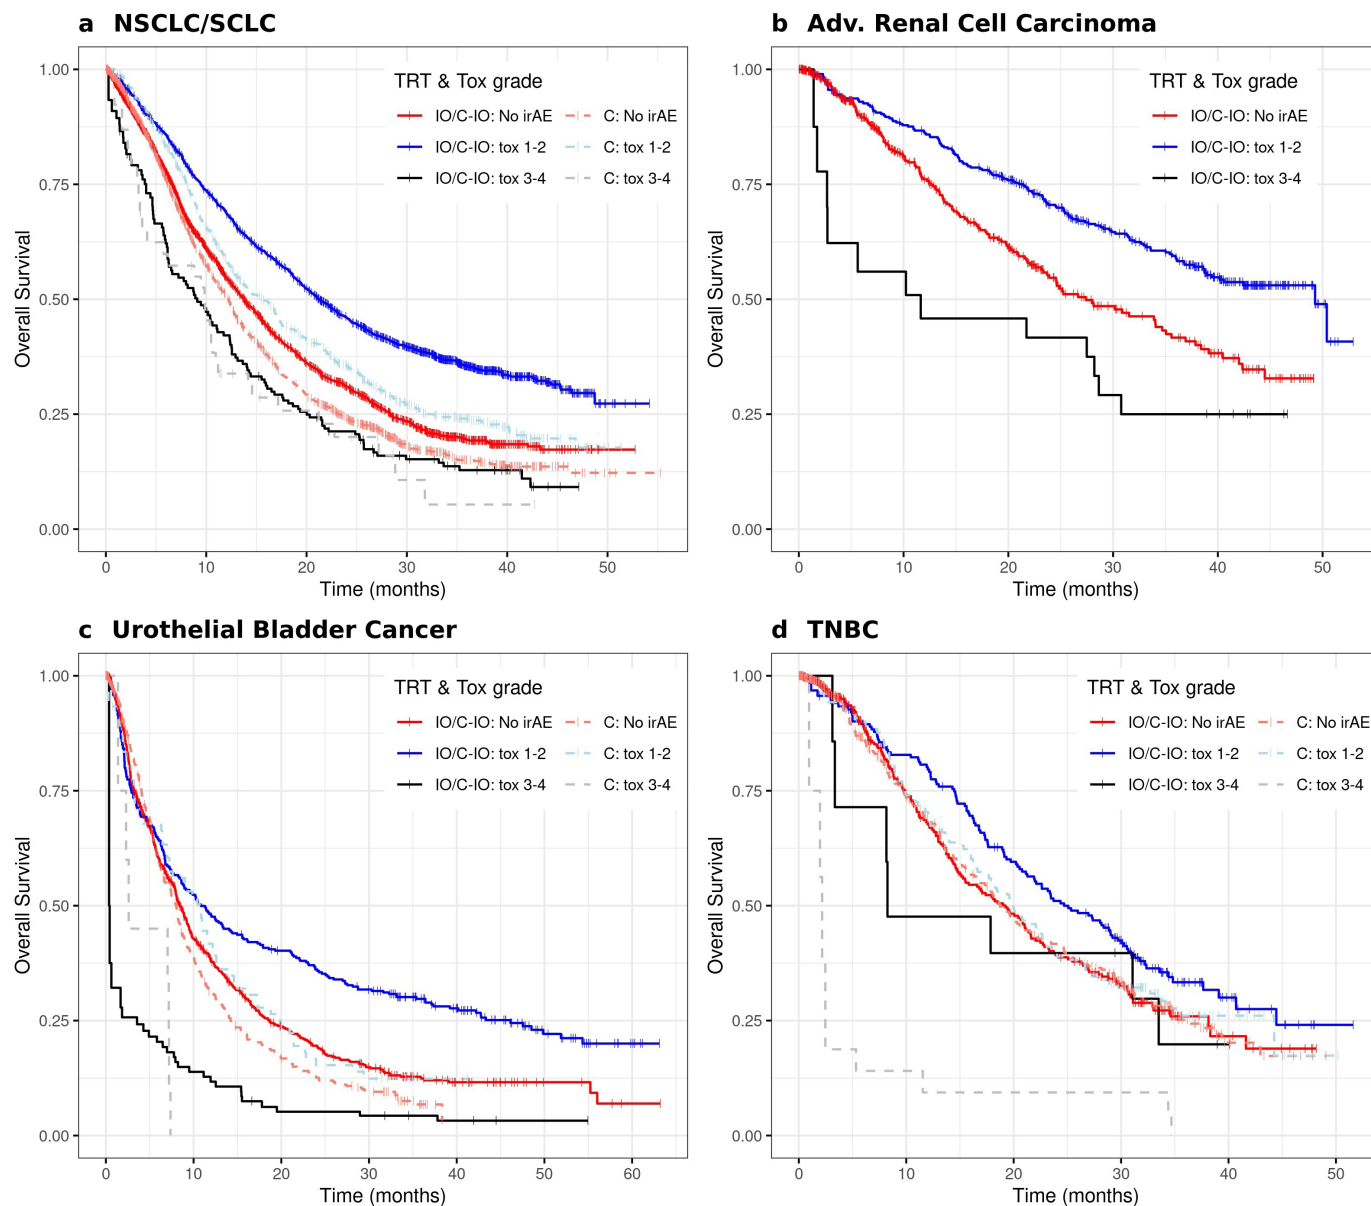 a NSCLC/SCLC
1.00
0.75
0.50
0.25
0.00
Overall Survival
TRT & Tox grade
IO/C-IO: No irAE C: No irAE
IO/C-IO: tox 1-2 C: tox 1-2
IO/C-IO: tox 3-4 C: tox 3-4
0 10 20 30 40 50
Time (months)
b Adv. Renal Cell Carcinoma
1.00
0.75
0.50
0.25
0.00
Overall Survival
TRT & Tox grade
IO/C-IO: No irAE
IO/C-IO: tox 1-2
IO/C-IO: tox 3-4
0 10 20 30 40 50
Time (months)
c Urothelial Bladder Cancer
1.00
0.75
0.50
0.25
0.00
Overall Survival
TRT & Tox grade
IO/C-IO: No irAE C: No irAE
IO/C-IO: tox 1-2 C: tox 1-2
IO/C-IO: tox 3-4 C: tox 3-4
0 10 20 30 40 50 60
Time (months)
d TNBC
1.00
0.75
0.50
0.25
0.00
Overall Survival
TRT & Tox grade
IO/C-IO: No irAE C: No irAE
IO/C-IO: tox 1-2 C: tox 1-2
IO/C-IO: tox 3-4 C: tox 3-4
0 10 20 30 40 50
Time (months)